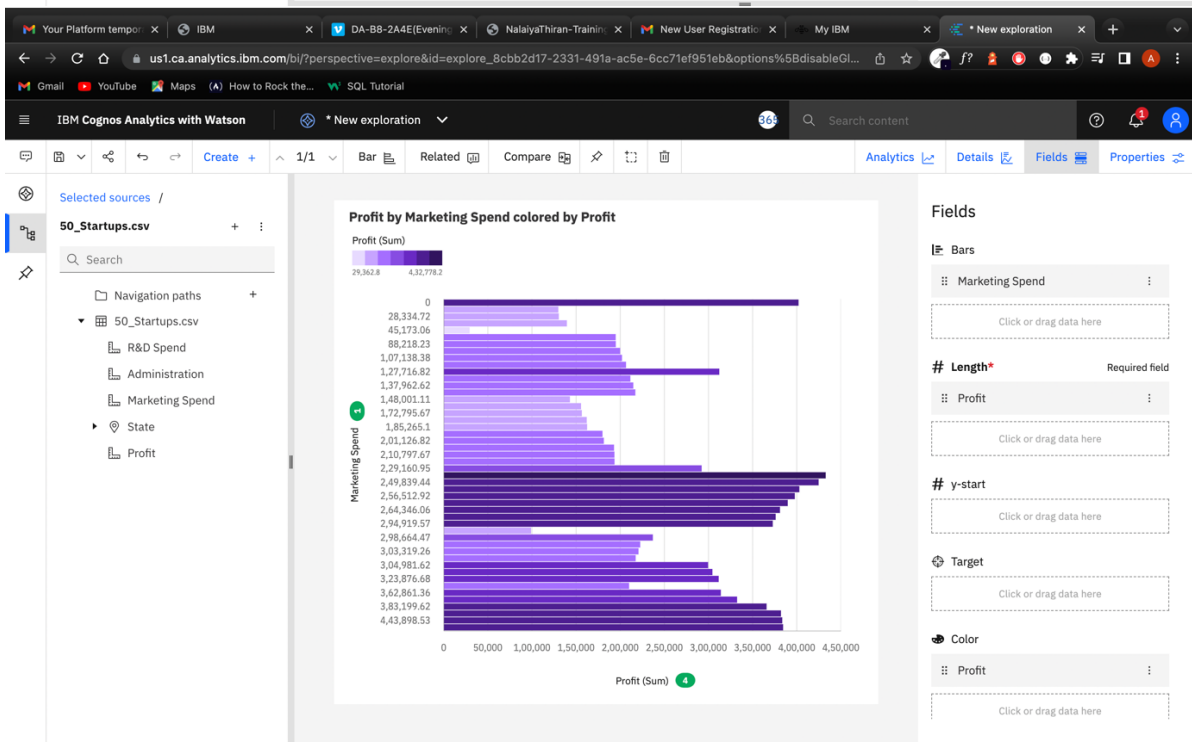 Your Platform tempor
IBM
DA-B8-2A4E(Evening
NalaiyaThiran-Training
New User Registratio
My IBM
* New exploration
us1.ca.analytics.ibm.com/bi/?perspective=explore&id=explore_8cbb2d17-2331-491a-ac5e-6cc71ef951eb&options%5BdisableGl...
f?
A
Gmail
YouTube
Maps
(A) How to Rock the...
SQL Tutorial
IBM Cognos Analytics with Watson
* New exploration
365
Search content
1
Create +
1/1
Bar
Related
Compare
Analytics
Details
Fields
Properties
Selected sources /
50_Startups.csv
Search
Navigation paths
50_Startups.csv
R&D Spend
Administration
Marketing Spend
State
Profit
Profit by Marketing Spend colored by Profit
Profit (Sum)
29,362.8 4,32,778.2
0
28,334.72
45,173.06
88,218.23
1,07,138.38
1,27,716.82
1,37,962.62
1,48,001.11
1,72,795.67
1,85,265.1
2,01,126.82
2,10,797.67
2,29,160.95
2,49,839.44
2,56,512.92
2,64,346.06
2,94,919.57
2,98,664.47
3,03,319.26
3,04,981.62
3,23,876.68
3,62,861.36
3,83,199.62
4,43,898.53
Marketing Spend 1
0 50,000 1,00,000 1,50,000 2,00,000 2,50,000 3,00,000 3,50,000 4,00,000 4,50,000
Profit (Sum) 4
Fields
Bars
Marketing Spend
Click or drag data here
# Length* Required field
Profit
Click or drag data here
# y-start
Click or drag data here
Target
Click or drag data here
Color
Profit
Click or drag data here